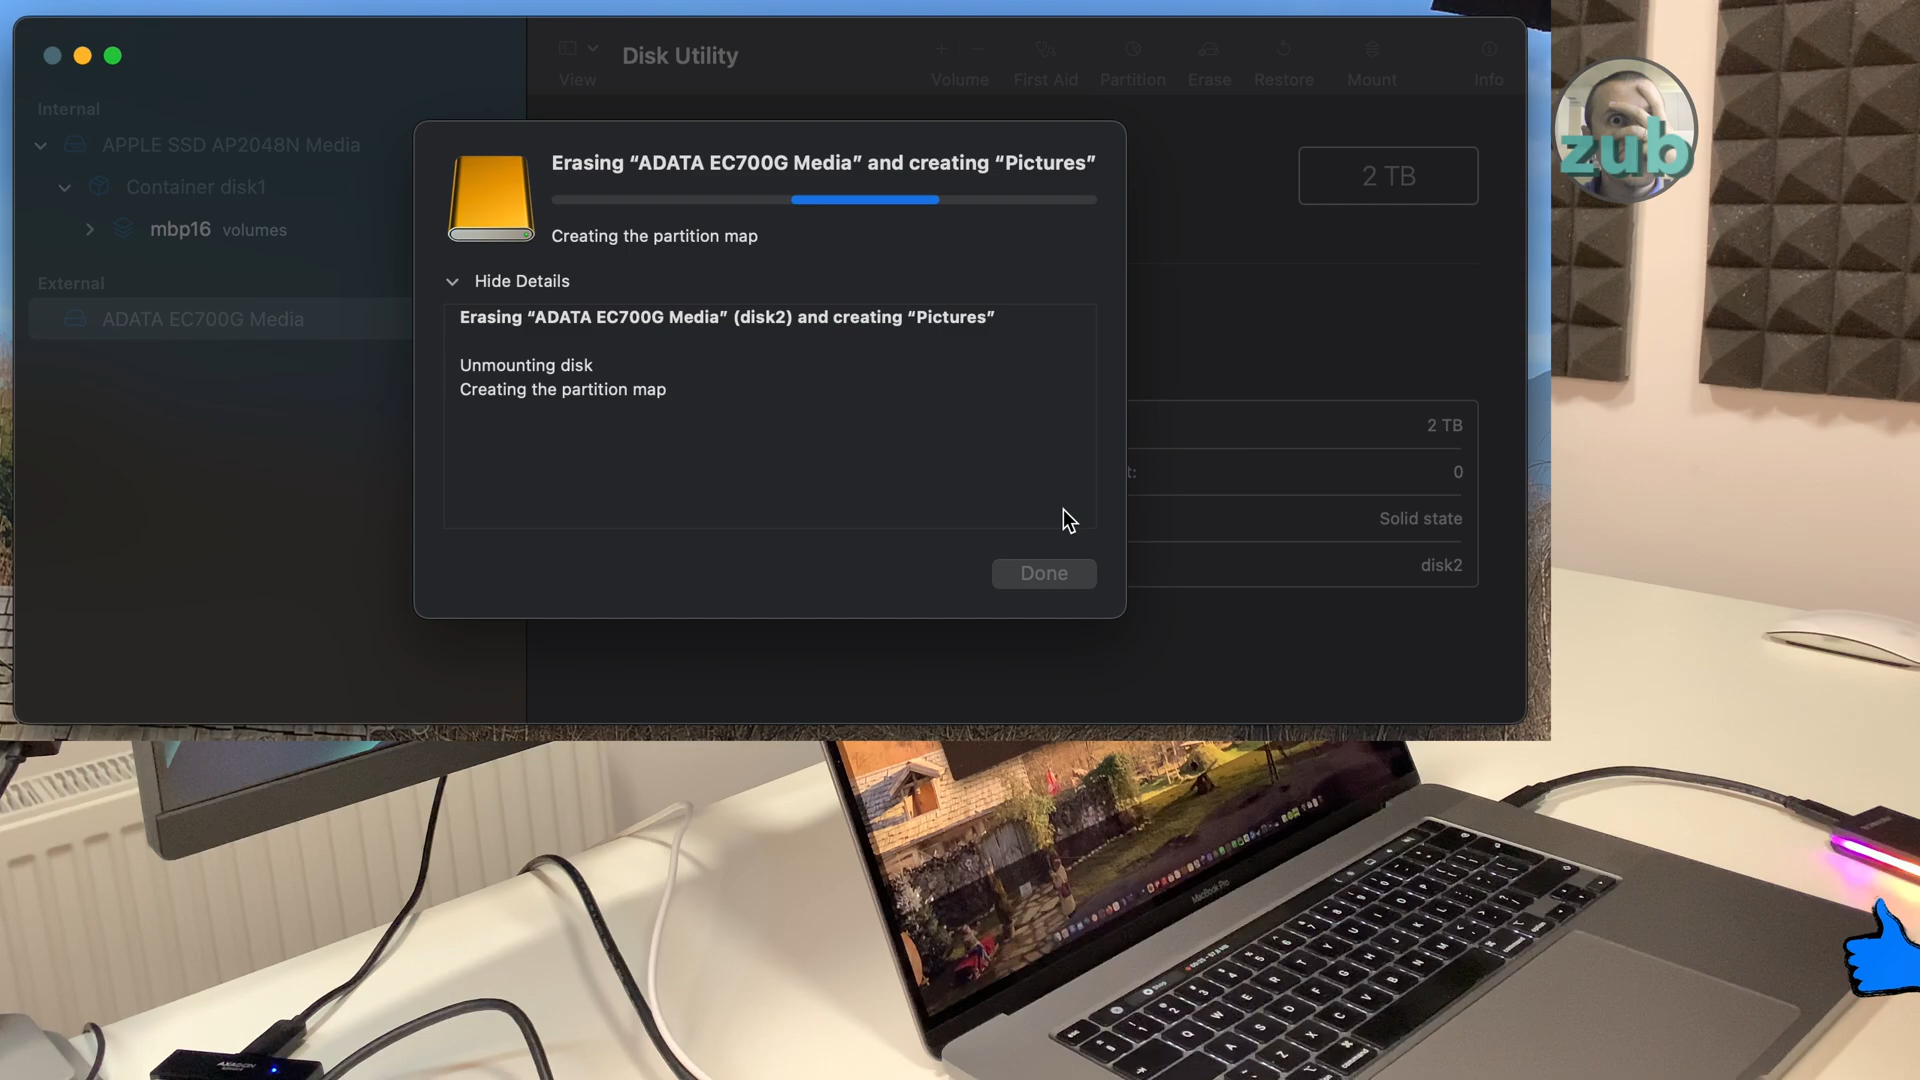 Disk Utility
View
Volume
First Aid
Partition
Erase
Restore
Mount
Info
Internal
APPLE SSD AP2048N Media
Container disk1
mbp16 volumes
External
ADATA EC700G Media
Erasing “ADATA EC700G Media” and creating “Pictures”
Creating the partition map
Hide Details
Erasing “ADATA EC700G Media” (disk2) and creating “Pictures”
Unmounting disk
Creating the partition map
Done
2 TB
2 TB
t:
0
Solid state
disk2
zub
MacBook Pro
AXAGON